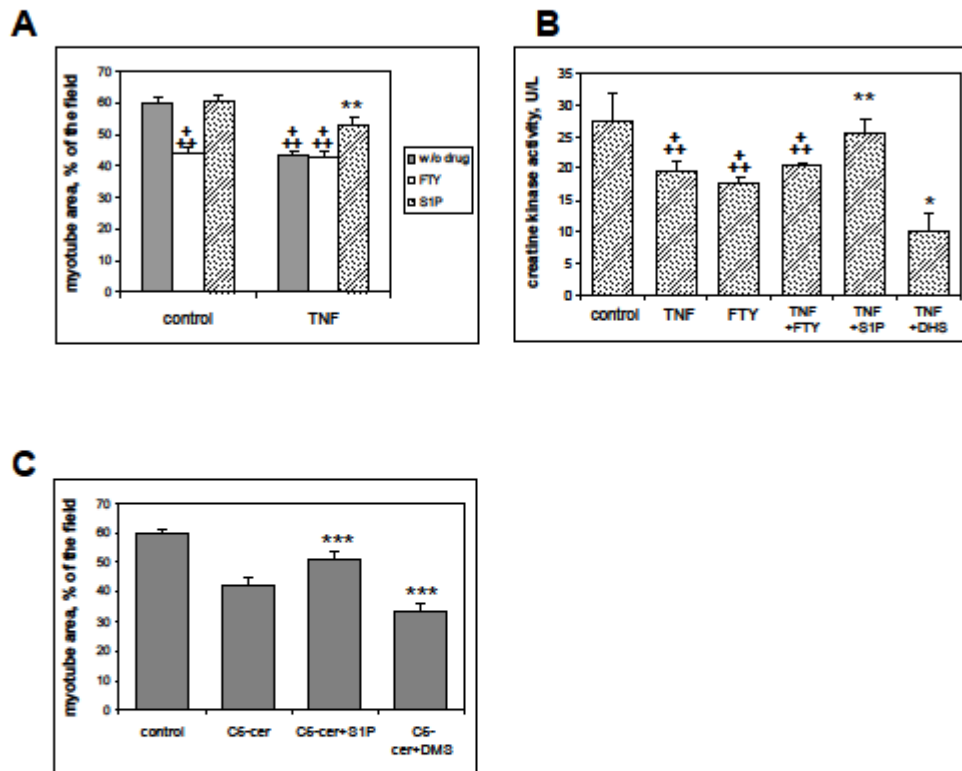 A
myotube area, % of the field
70
60
50
40
30
20
10
0
+
++
+
++
+
++
**
control
TNF
w/o drug
FTY
S1P
B
creatine kinase activity, U/L
35
30
25
20
15
10
5
0
+
++
+
++
+
++
**
*
control
TNF
FTY
TNF
+FTY
TNF
+S1P
TNF
+DHS
C
myotube area, % of the field
70
60
50
40
30
20
10
0
***
***
control
C6-cer
C6-cer+S1P
C6-
cer+DMS